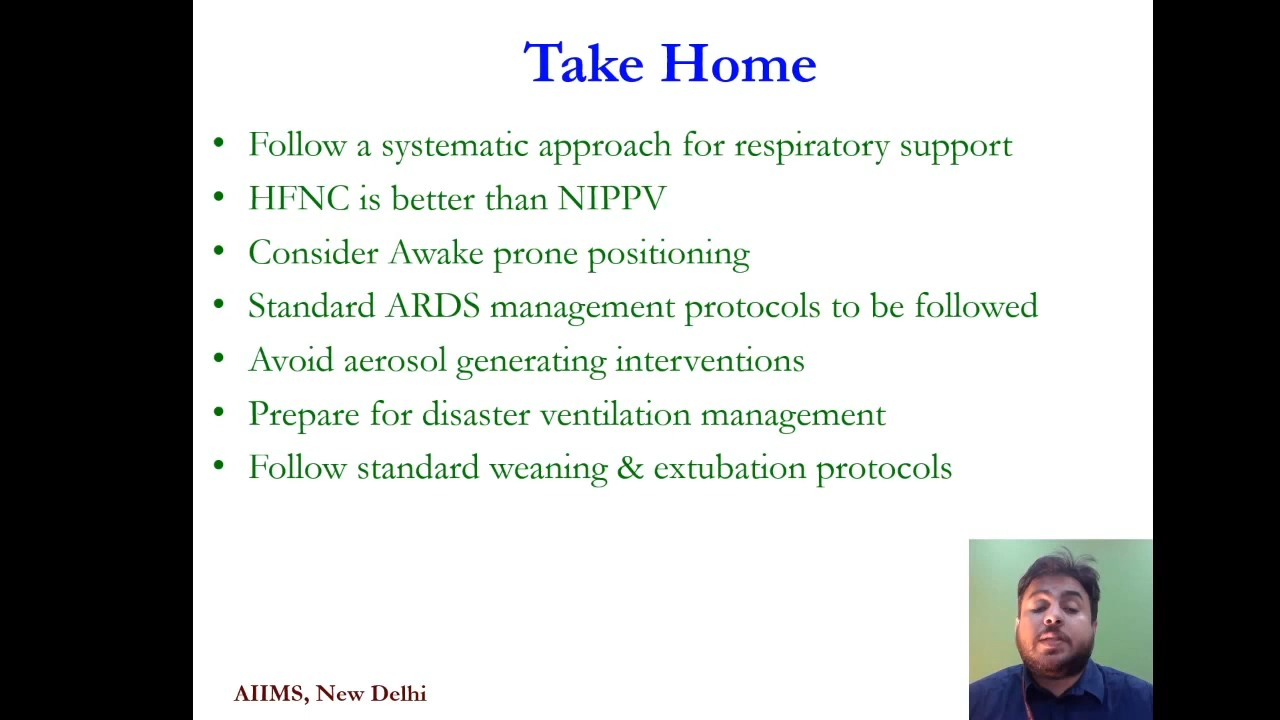 Take Home
• Follow a systematic approach for respiratory support
• HFNC is better than NIPPV
• Consider Awake prone positioning
• Standard ARDS management protocols to be followed
• Avoid aerosol generating interventions
• Prepare for disaster ventilation management
• Follow standard weaning & extubation protocols
AIIMS, New Delhi